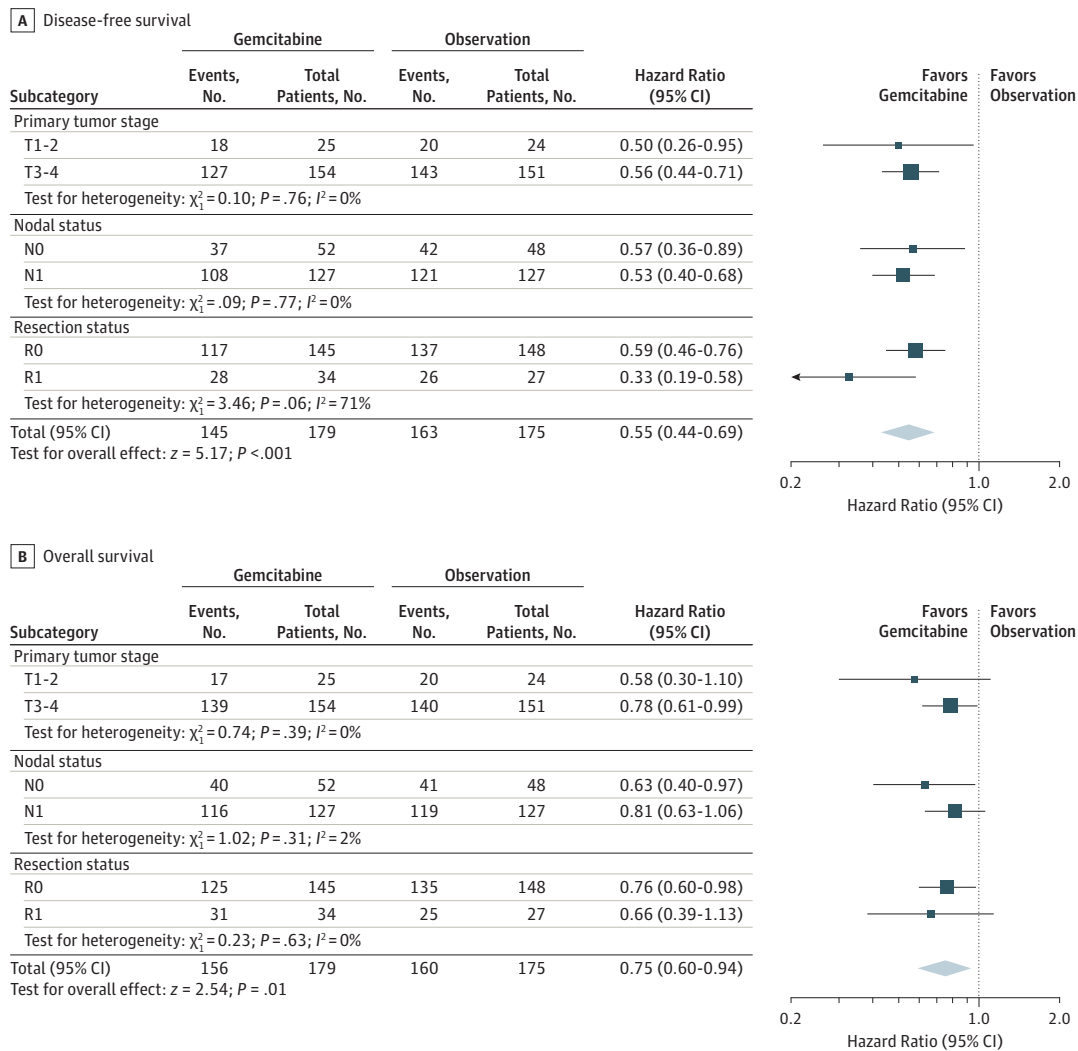 A Disease-free survival
Gemcitabine Observation
Events, Total Events, Total Hazard Ratio Favors Favors
Subcategory No. Patients, No. No. Patients, No. (95% CI) Gemcitabine Observation
Primary tumor stage
T1-2 18 25 20 24 0.50 (0.26-0.95)
T3-4 127 154 143 151 0.56 (0.44-0.71)
Test for heterogeneity: χ²₁ = 0.10; P = .76; I² = 0%
Nodal status
N0 37 52 42 48 0.57 (0.36-0.89)
N1 108 127 121 127 0.53 (0.40-0.68)
Test for heterogeneity: χ²₁ = .09; P = .77; I² = 0%
Resection status
R0 117 145 137 148 0.59 (0.46-0.76)
R1 28 34 26 27 0.33 (0.19-0.58)
Test for heterogeneity: χ²₁ = 3.46; P = .06; I² = 71%
Total (95% CI) 145 179 163 175 0.55 (0.44-0.69)
Test for overall effect: z = 5.17; P <.001
0.2 1.0 2.0
Hazard Ratio (95% CI)
B Overall survival
Gemcitabine Observation
Events, Total Events, Total Hazard Ratio Favors Favors
Subcategory No. Patients, No. No. Patients, No. (95% CI) Gemcitabine Observation
Primary tumor stage
T1-2 17 25 20 24 0.58 (0.30-1.10)
T3-4 139 154 140 151 0.78 (0.61-0.99)
Test for heterogeneity: χ²₁ = 0.74; P = .39; I² = 0%
Nodal status
N0 40 52 41 48 0.63 (0.40-0.97)
N1 116 127 119 127 0.81 (0.63-1.06)
Test for heterogeneity: χ²₁ = 1.02; P = .31; I² = 2%
Resection status
R0 125 145 135 148 0.76 (0.60-0.98)
R1 31 34 25 27 0.66 (0.39-1.13)
Test for heterogeneity: χ²₁ = 0.23; P = .63; I² = 0%
Total (95% CI) 156 179 160 175 0.75 (0.60-0.94)
Test for overall effect: z = 2.54; P = .01
0.2 1.0 2.0
Hazard Ratio (95% CI)